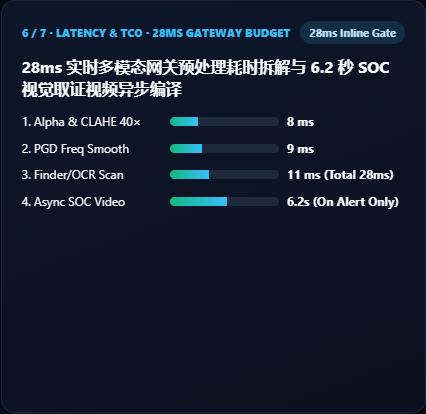 6 / 7 · LATENCY & TCO · 28MS GATEWAY BUDGET
28ms Inline Gate
28ms 实时多模态网关预处理耗时拆解与 6.2 秒 SOC
视觉取证视频异步编译
1. Alpha & CLAHE 40× 8 ms
2. PGD Freq Smooth 9 ms
3. Finder/OCR Scan 11 ms (Total 28ms)
4. Async SOC Video 6.2s (On Alert Only)